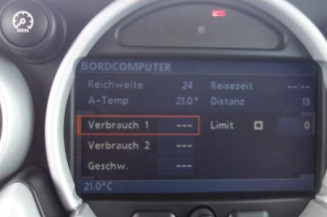 BORDCOMPUTER
Reichweite 24 Reisezeit --:--
A-Temp 21.0° Distanz 13
Verbrauch 1 --- Limit 0
Verbrauch 2 ---
Geschw. ---
21.0°C